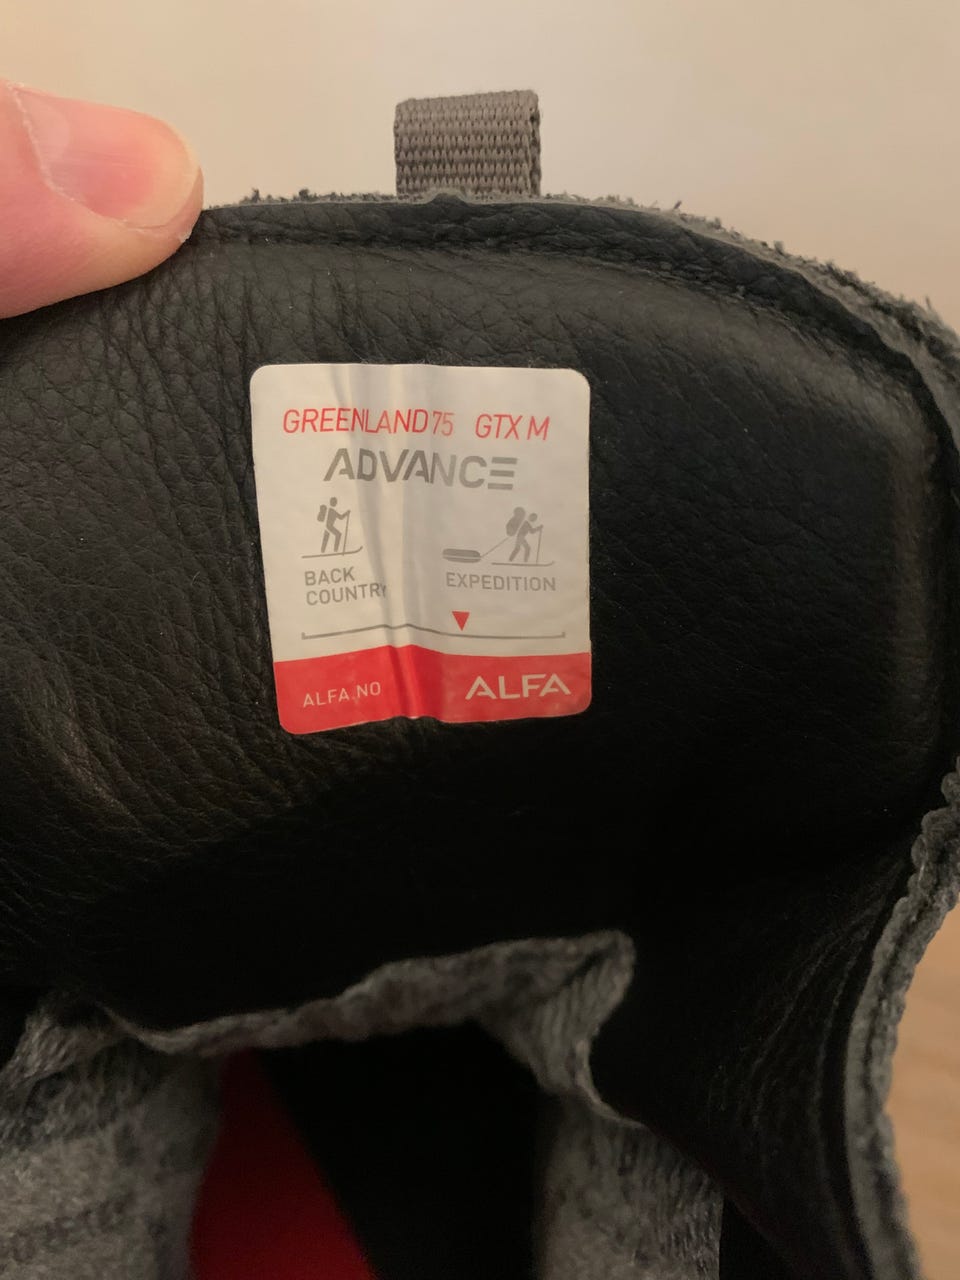 GREENLAND 75 GTX M
ADVANCE
BACK
COUNTRY
EXPEDITION
ALFA.NO
ALFA